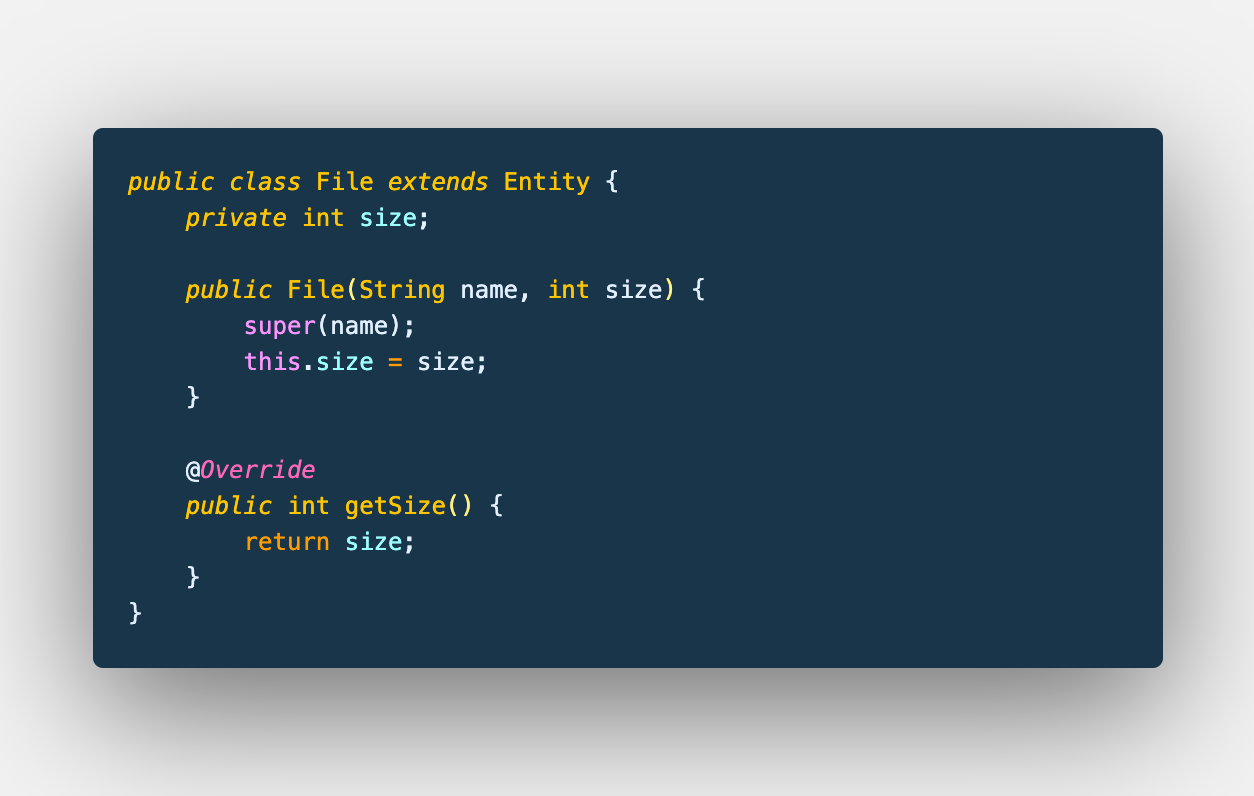 public class File extends Entity {
    private int size;

    public File(String name, int size) {
        super(name);
        this.size = size;
    }

    @Override
    public int getSize() {
        return size;
    }
}